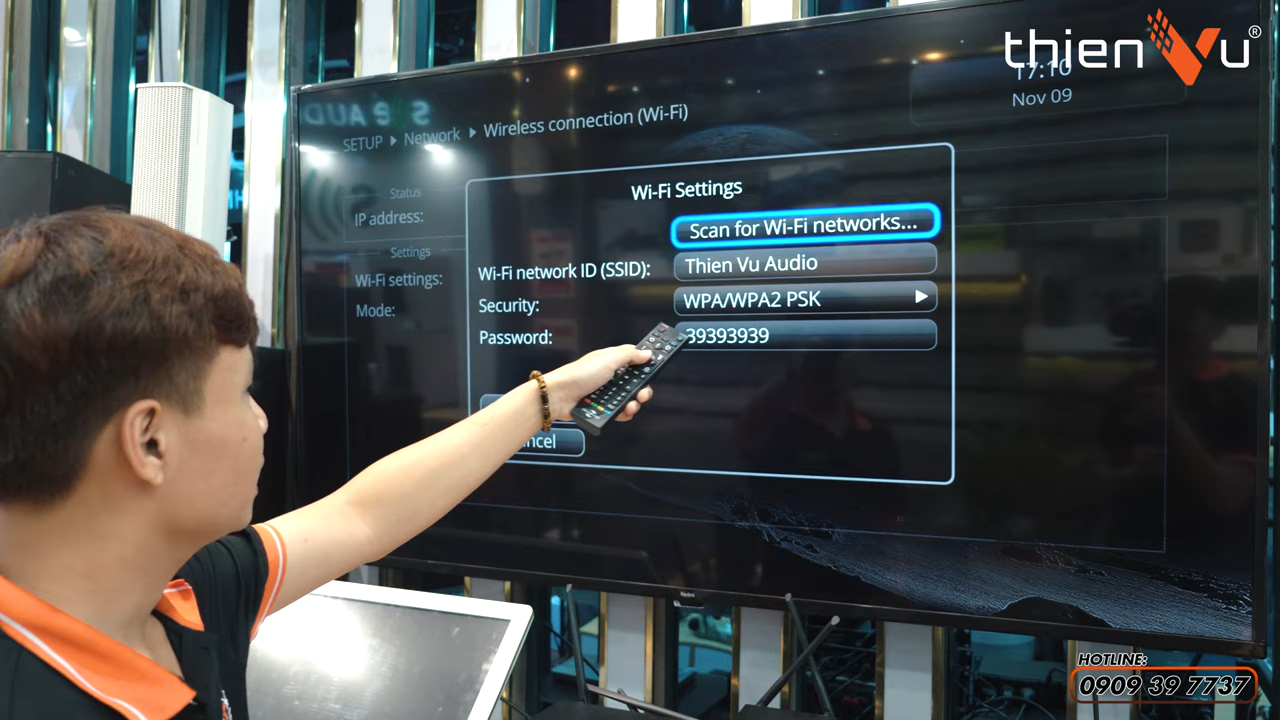 thien Vu®
17:10
Nov 09
SETUP ▶ Network ▶ Wireless connection (Wi-Fi)
Status
IP address:
Settings
Wi-Fi settings:
Mode:
Wi-Fi Settings
Scan for Wi-Fi networks...
Wi-Fi network ID (SSID): Thien Vu Audio
Security: WPA/WPA2 PSK
Password: 39393939
HOTLINE:
0909 39 7737